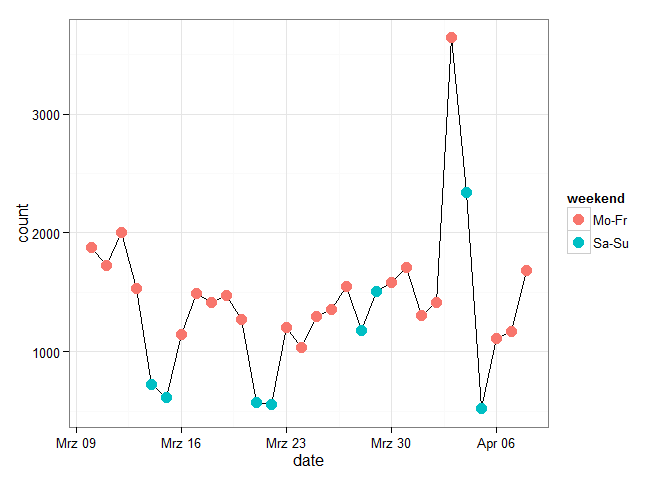 3000
2000
1000
count
Mrz 09
Mrz 16
Mrz 23
Mrz 30
Apr 06
date
weekend
Mo-Fr
Sa-Su